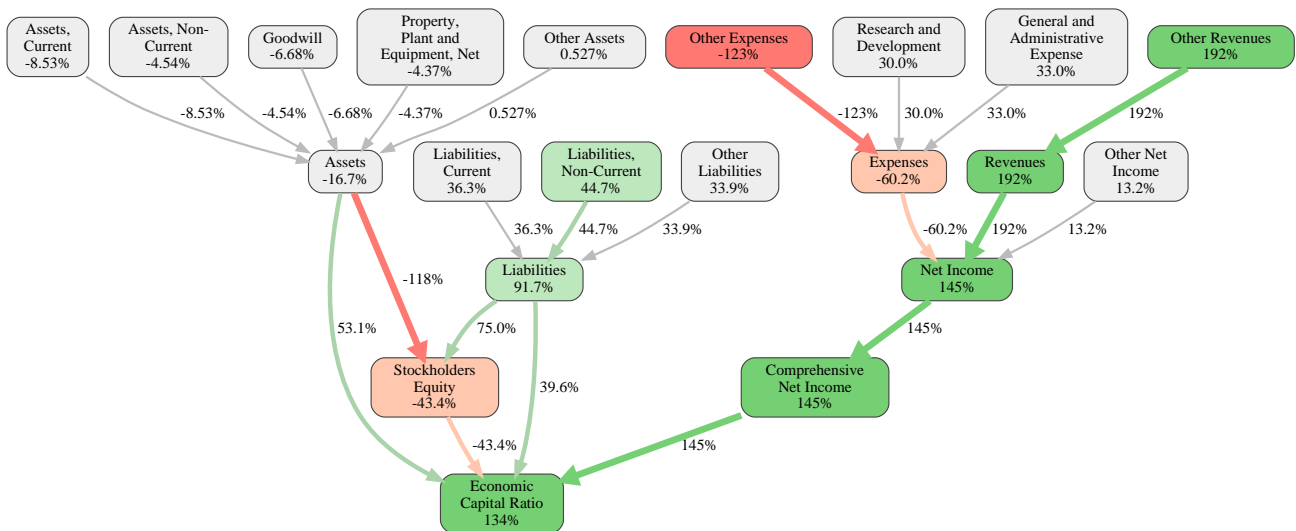 Assets,
Current
-8.53%
Assets, Non-
Current
-4.54%
Goodwill
-6.68%
Property,
Plant and
Equipment, Net
-4.37%
Other Assets
0.527%
Other Expenses
-123%
Research and
Development
30.0%
General and
Administrative
Expense
33.0%
Other Revenues
192%
-8.53%
-4.54%
-6.68%
-4.37%
0.527%
-123%
30.0%
33.0%
192%
Assets
-16.7%
Liabilities,
Current
36.3%
Liabilities,
Non-Current
44.7%
Other
Liabilities
33.9%
Expenses
-60.2%
Revenues
192%
Other Net
Income
13.2%
36.3%
44.7%
33.9%
-60.2%
192%
13.2%
Liabilities
91.7%
Net Income
145%
-118%
53.1%
75.0%
145%
Stockholders
Equity
-43.4%
39.6%
Comprehensive
Net Income
145%
-43.4%
145%
Economic
Capital Ratio
134%